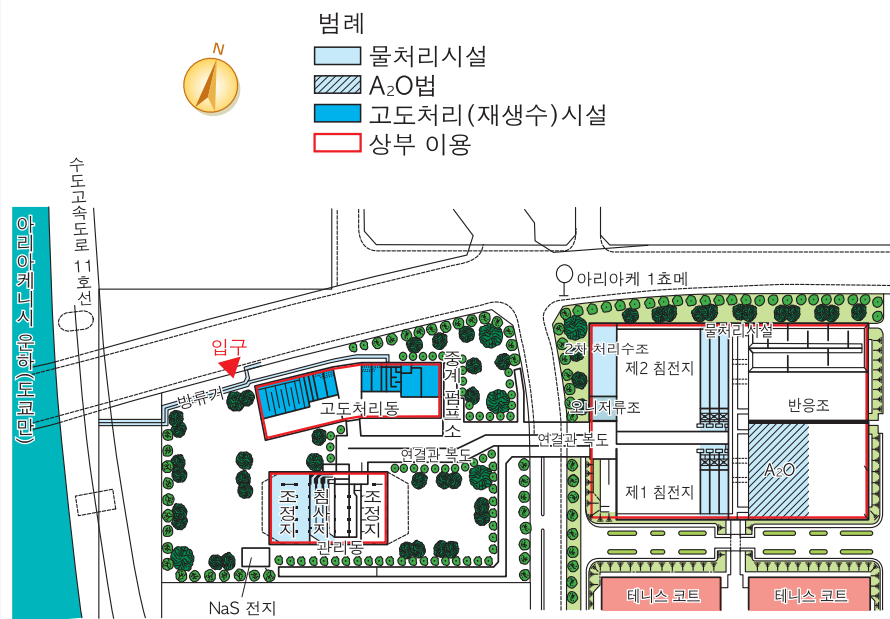 범례
N
물처리시설
A₂O법
고도처리(재생수)시설
상부 이용
수도고속도로 11호선
아리아케니시 운하(도쿄만)
아리아케 1쵸메
입구
방류거
고도처리동
중계펌프소
2차 처리수조
물처리시설
제2 침전지
오니저류조
반응조
연결관 복도
연결관 복도
제1 침전지
A₂O
조정지
침사지
조정지
관리동
NaS 전지
테니스 코트
테니스 코트